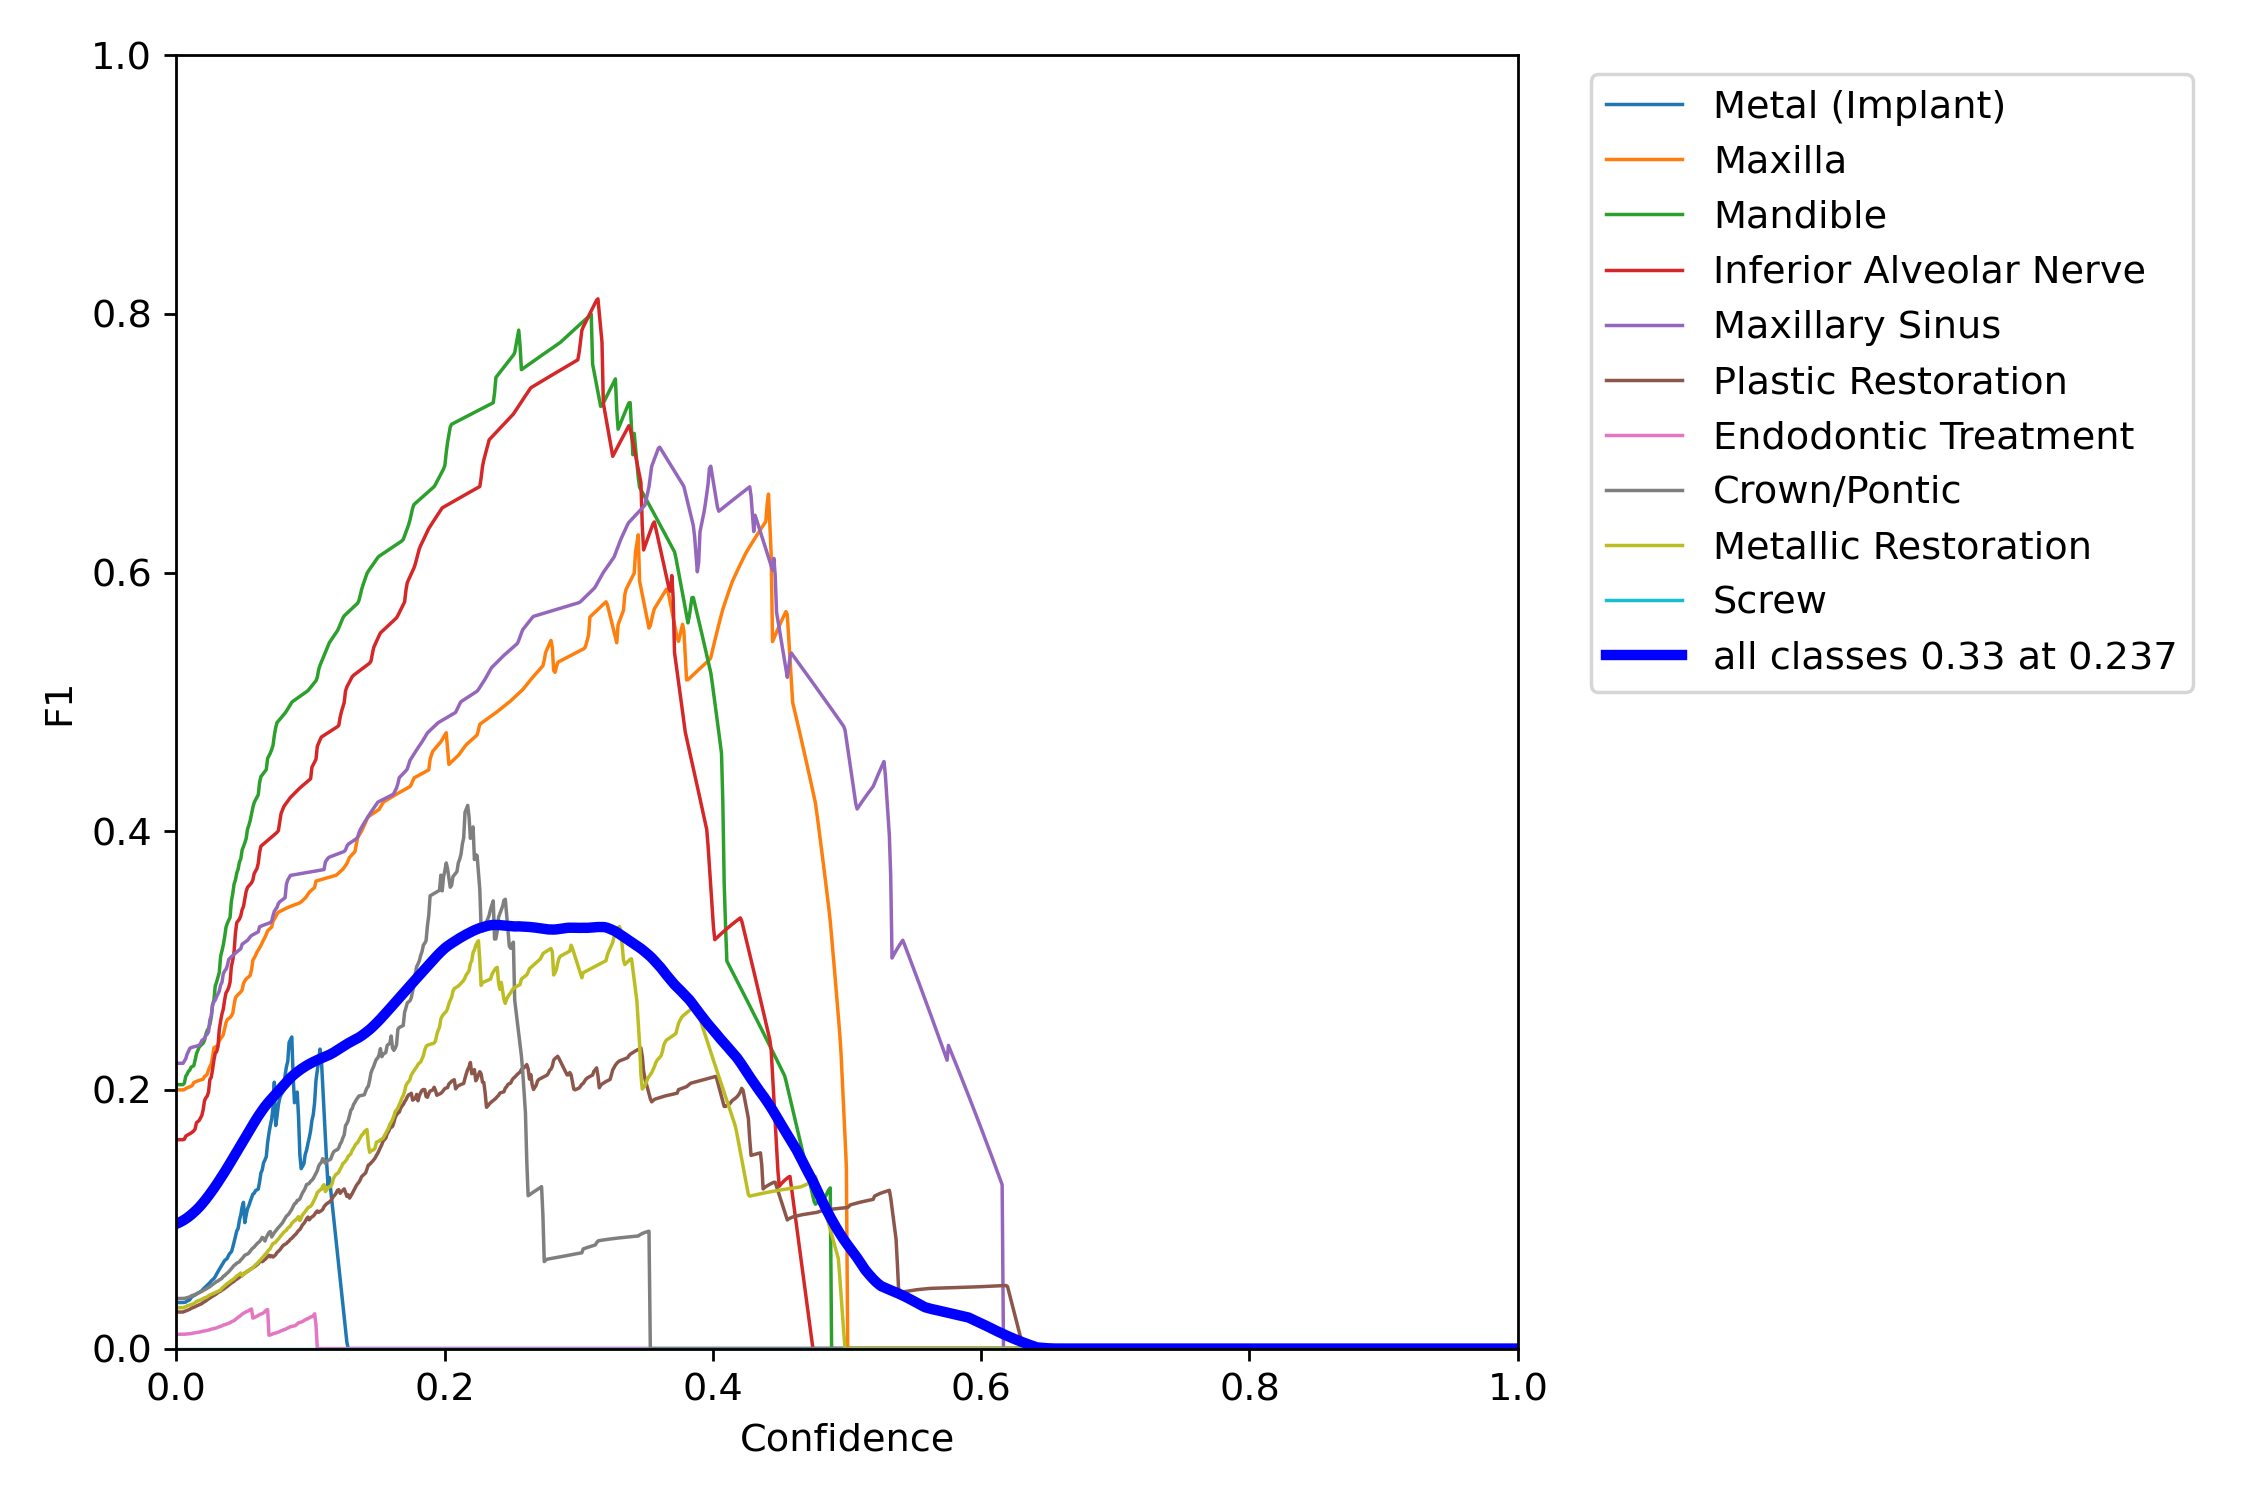 1.0
0.8
0.6
0.4
0.2
0.0
F1
0.0 0.2 0.4 0.6 0.8 1.0
Confidence
Metal (Implant)
Maxilla
Mandible
Inferior Alveolar Nerve
Maxillary Sinus
Plastic Restoration
Endodontic Treatment
Crown/Pontic
Metallic Restoration
Screw
all classes 0.33 at 0.237